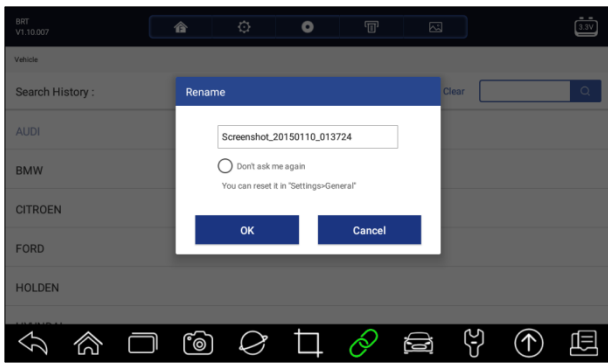 BRT
V1.10.007
3.3V
Vehicle
Search History :
Clear
Rename
Screenshot_20150110_013724
Don't ask me again
You can reset it in "Settings>General"
OK
Cancel
AUDI
BMW
CITROEN
FORD
HOLDEN